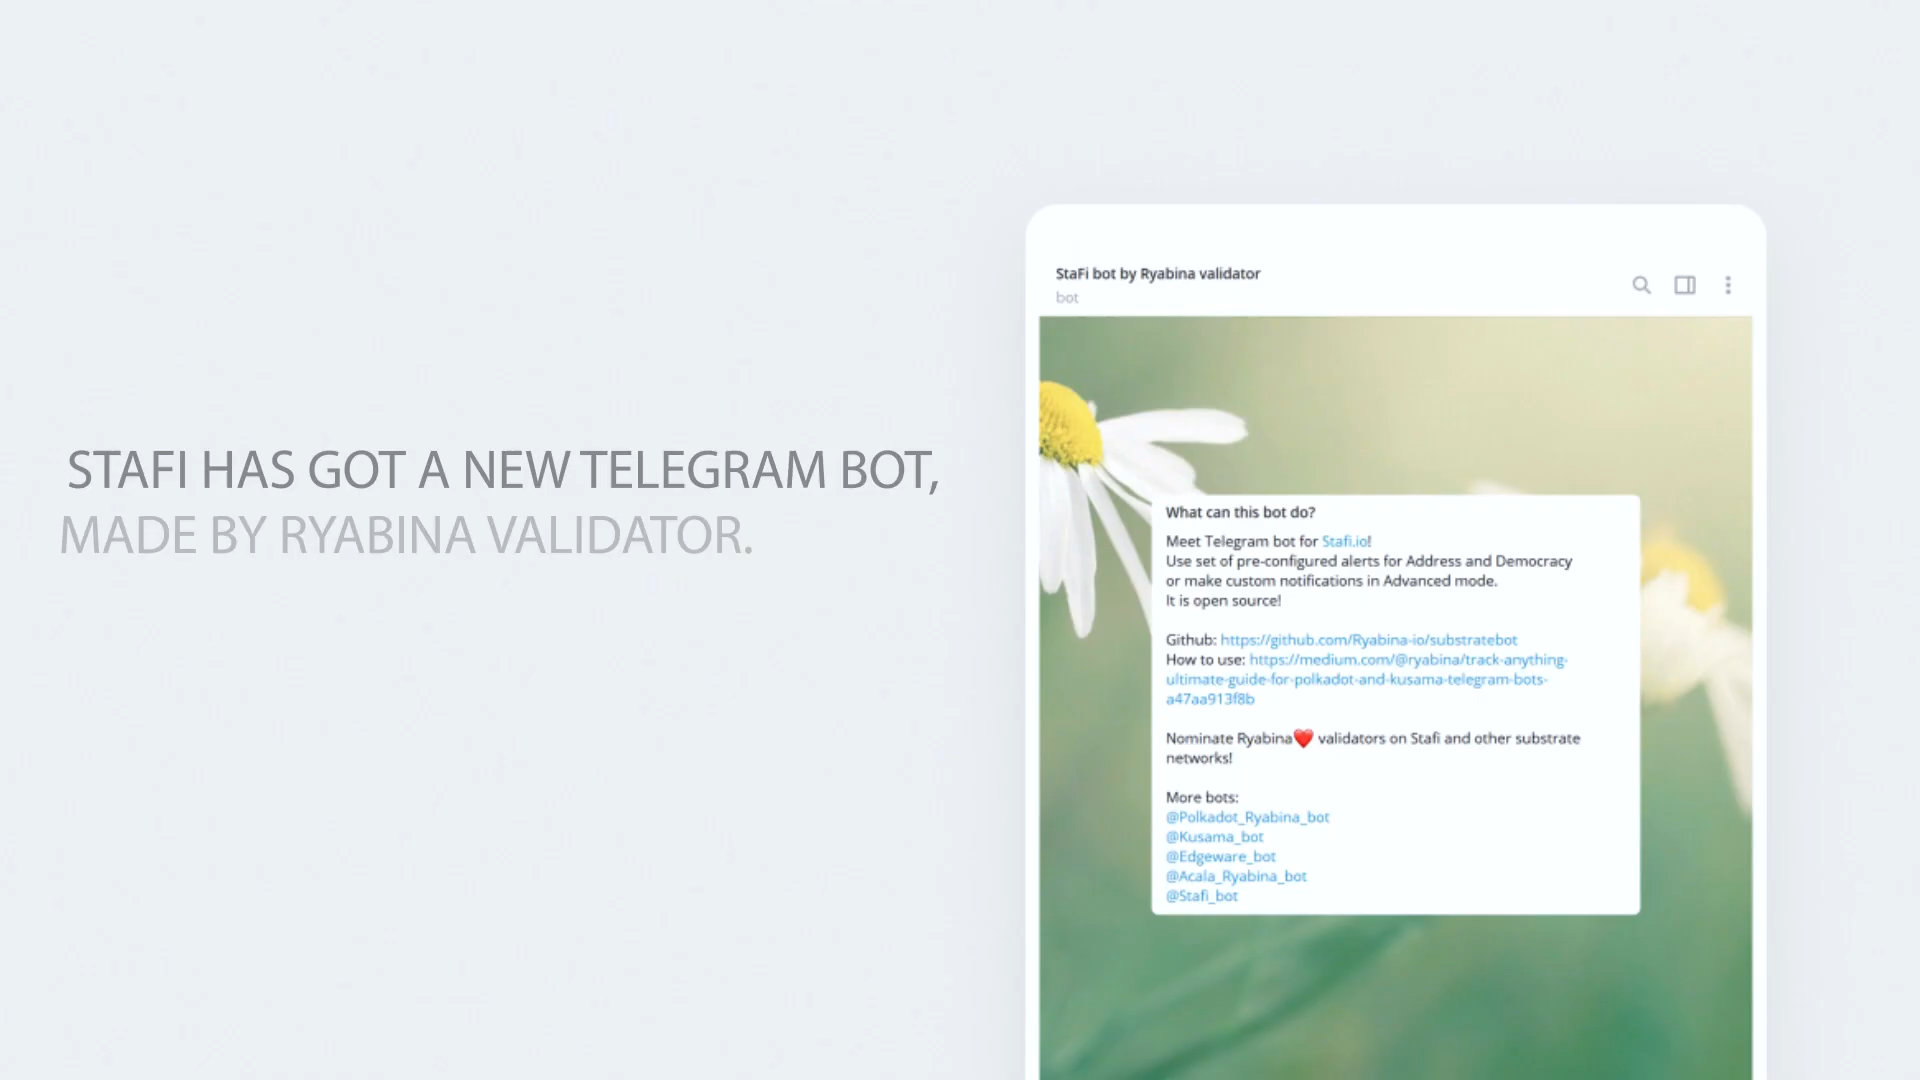 STAFI HAS GOT A NEW TELEGRAM BOT,
MADE BY RYABINA VALIDATOR.
StaFi bot by Ryabina validator
bot
What can this bot do?
Meet Telegram bot for Stafi.io!
Use set of pre-configured alerts for Address and Democracy
or make custom notifications in Advanced mode.
It is open source!
Github: https://github.com/Ryabina-io/substratebot
How to use: https://medium.com/@ryabina/track-anything-
ultimate-guide-for-polkadot-and-kusama-telegram-bots-
a47aa913f8b
Nominate Ryabina❤️ validators on Stafi and other substrate
networks!
More bots:
@Polkadot_Ryabina_bot
@Kusama_bot
@Edgeware_bot
@Acala_Ryabina_bot
@Stafi_bot